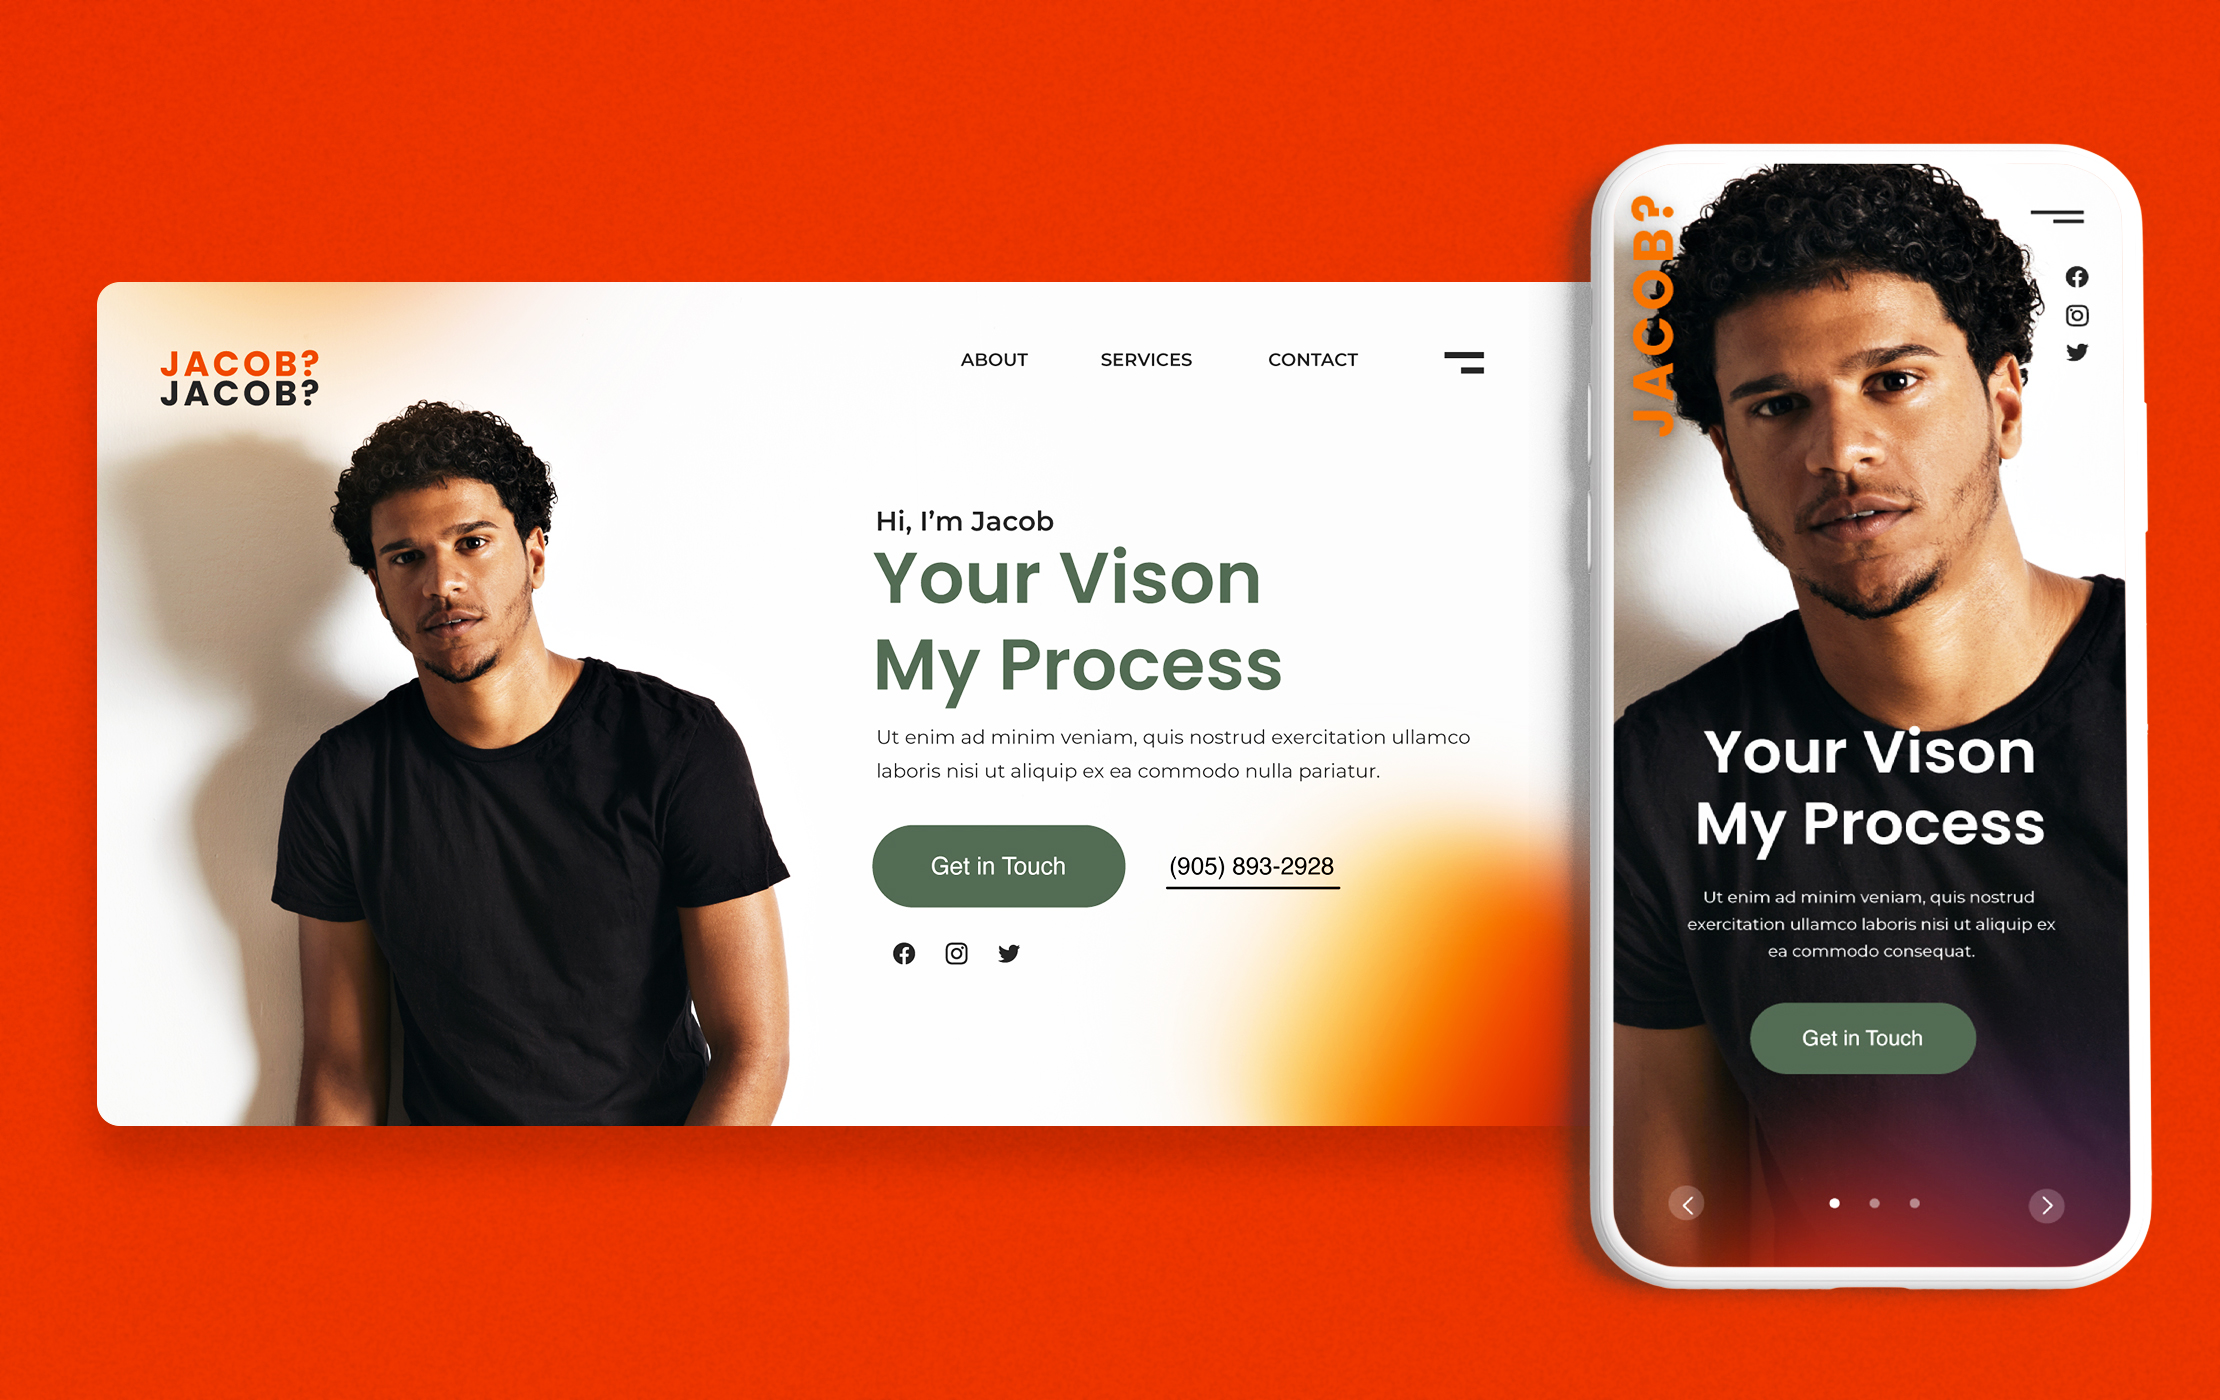 JACOB?
JACOB?
ABOUT
SERVICES
CONTACT
Hi, I’m Jacob
Your Vison
My Process
Ut enim ad minim veniam, quis nostrud exercitation ullamco
laboris nisi ut aliquip ex ea commodo nulla pariatur.
Get in Touch
(905) 893-2928
JACOB?
Your Vison
My Process
Ut enim ad minim veniam, quis nostrud
exercitation ullamco laboris nisi ut aliquip ex
ea commodo consequat.
Get in Touch